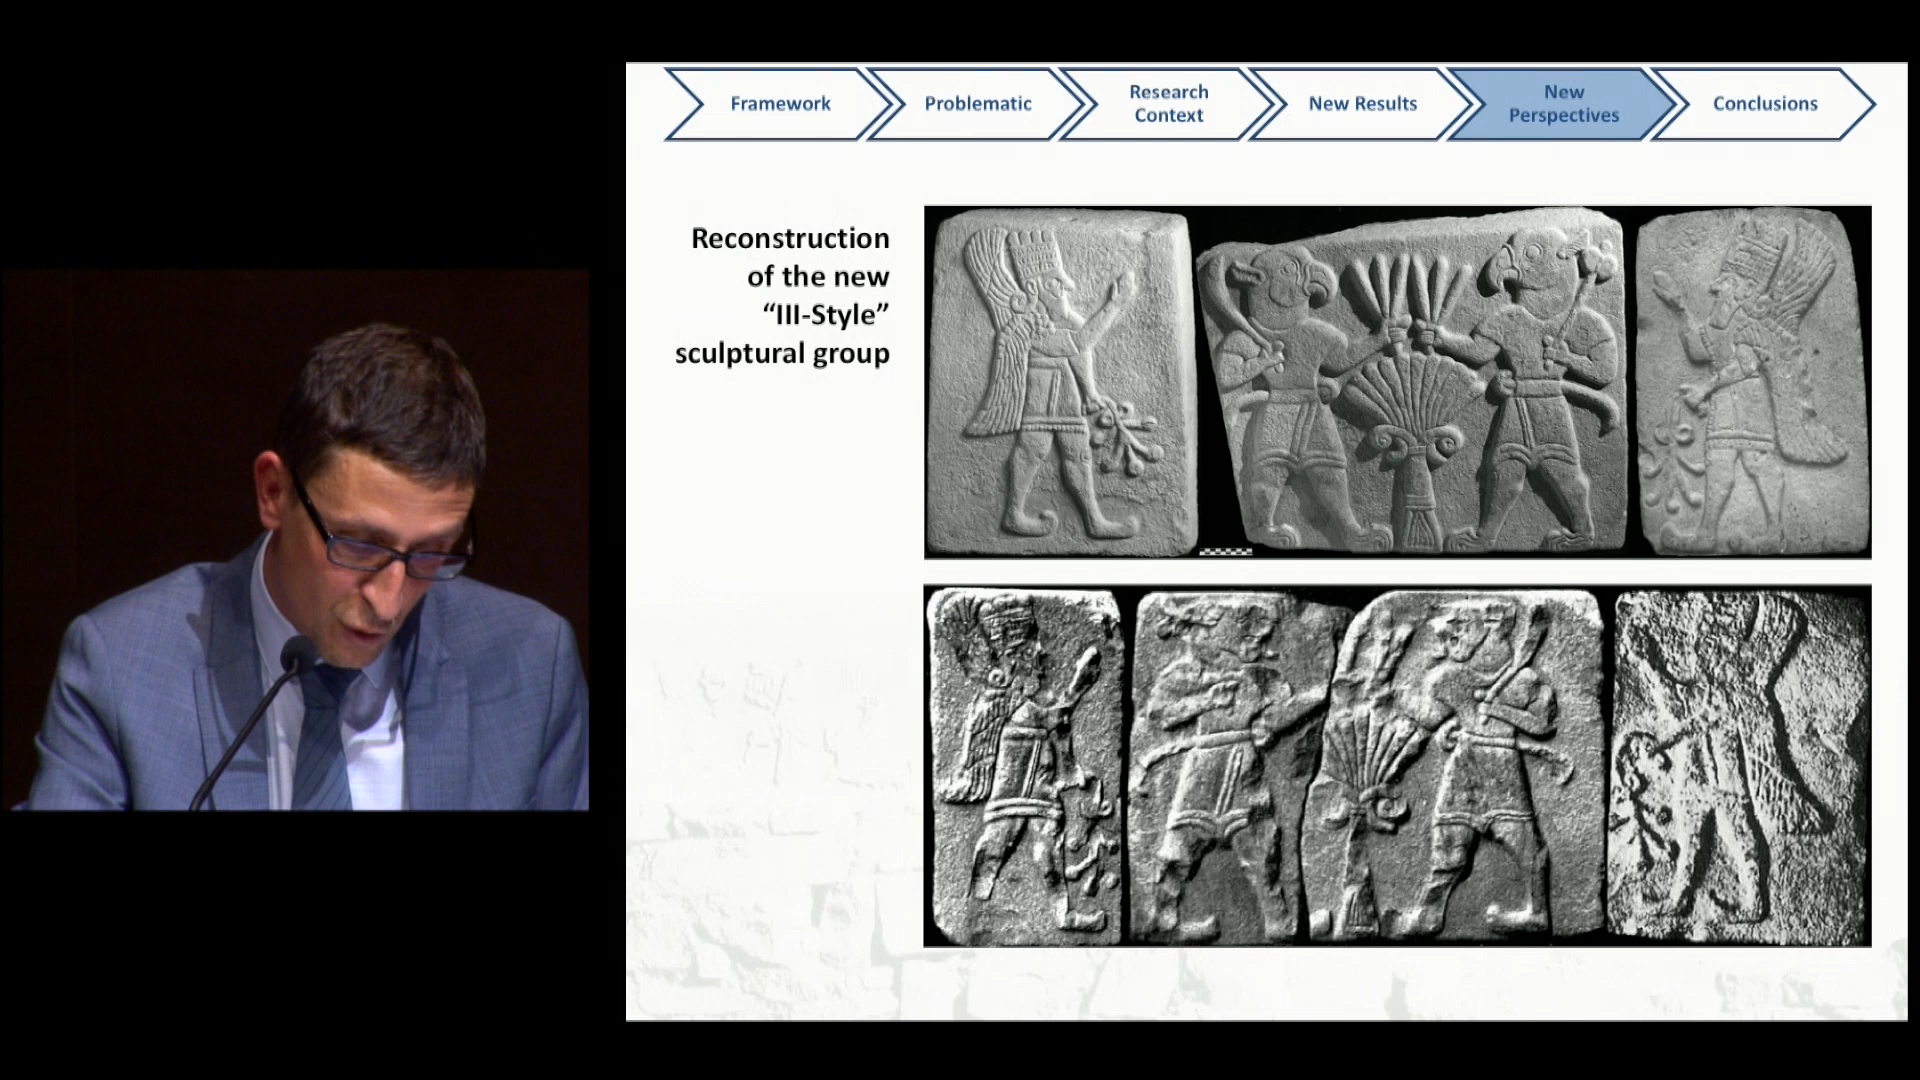 Framework
Problematic
Research
Context
New Results
New
Perspectives
Conclusions
Reconstruction
of the new
“III-Style”
sculptural group